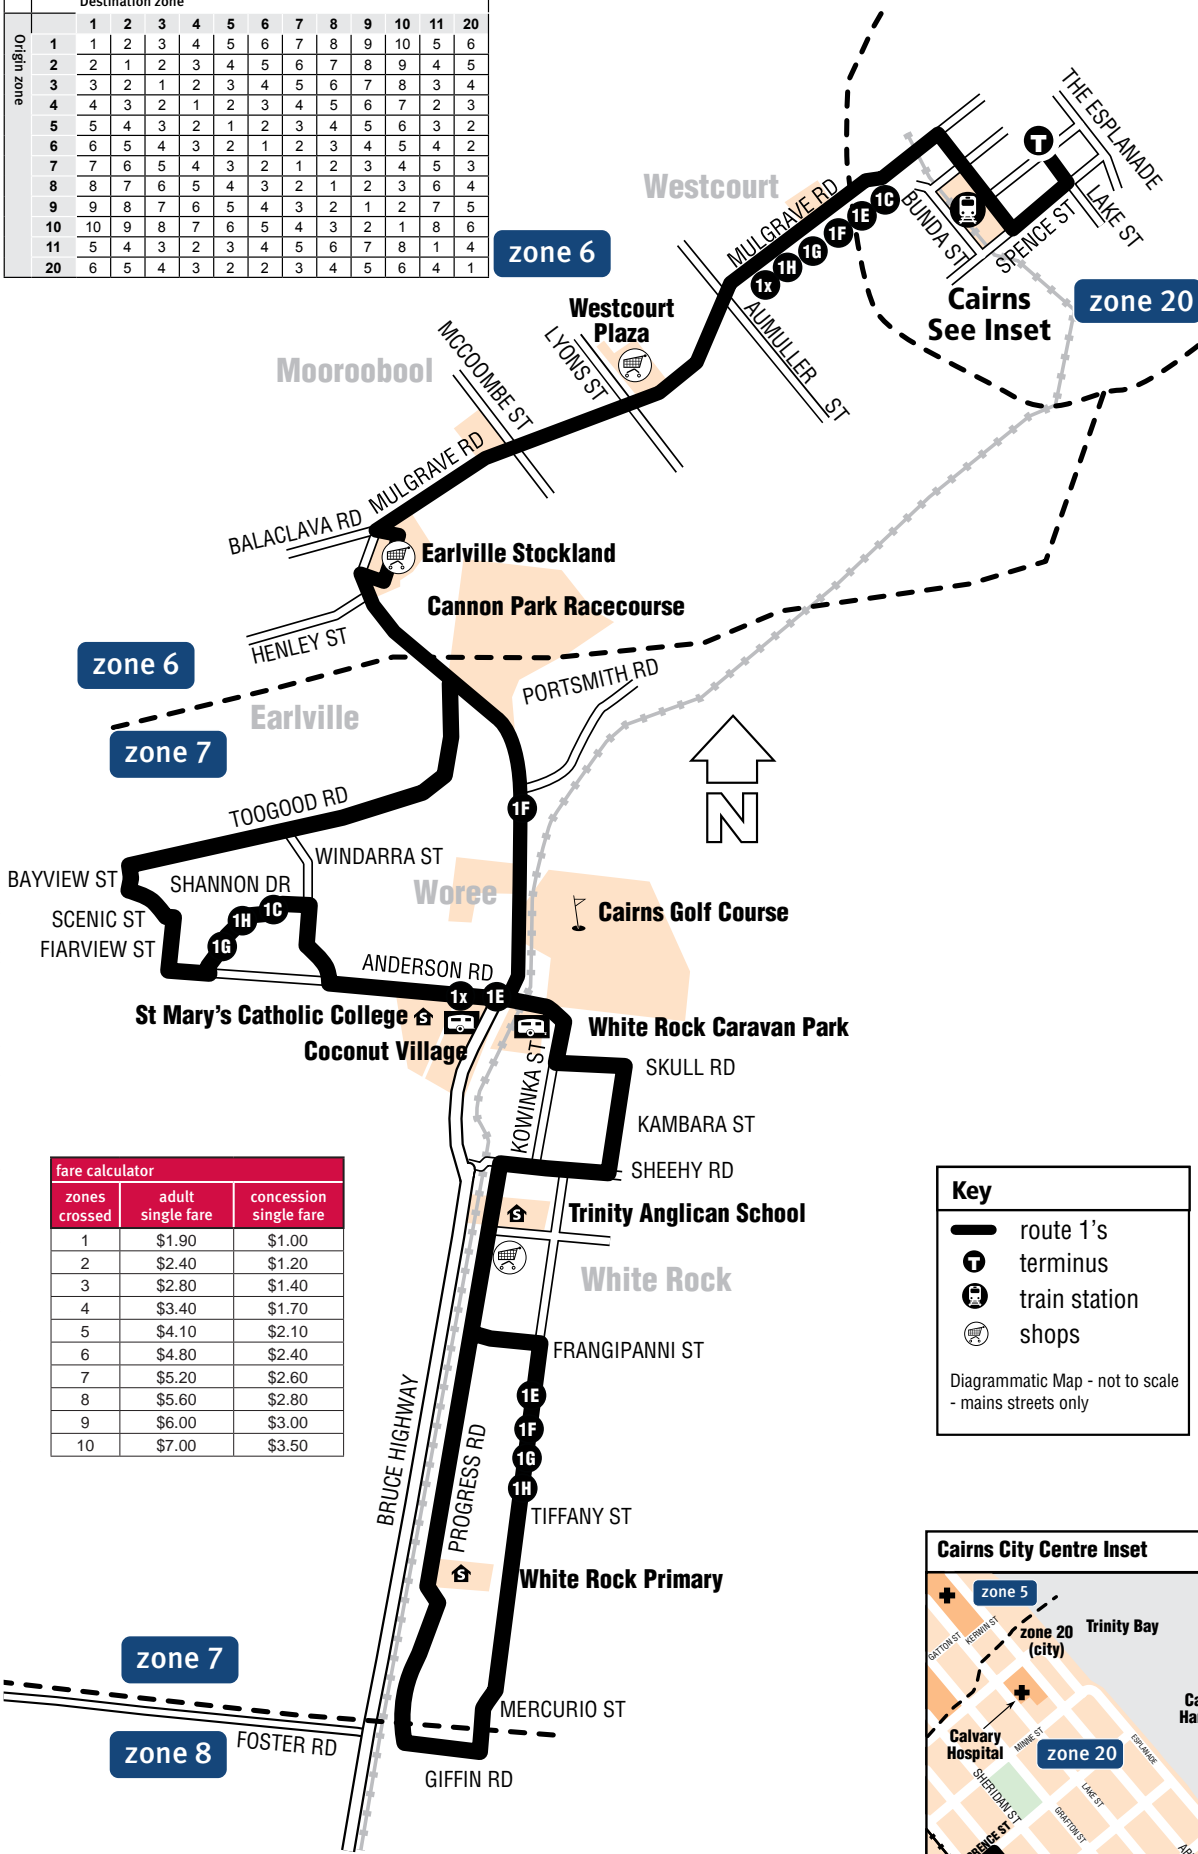 Destination zone
Origin zone
1 2 3 4 5 6 7 8 9 10 11 20
1 1 2 3 4 5 6 7 8 9 10 5 6
2 2 1 2 3 4 5 6 7 8 9 4 5
3 3 2 1 2 3 4 5 6 7 8 3 4
4 4 3 2 1 2 3 4 5 6 7 2 3
5 5 4 3 2 1 2 3 4 5 6 3 2
6 6 5 4 3 2 1 2 3 4 5 4 2
7 7 6 5 4 3 2 1 2 3 4 5 3
8 8 7 6 5 4 3 2 1 2 3 6 4
9 9 8 7 6 5 4 3 2 1 2 7 5
10 10 9 8 7 6 5 4 3 2 1 8 6
11 5 4 3 2 3 4 5 6 7 8 1 4
20 6 5 4 3 2 2 3 4 5 6 4 1
zone 6
Westcourt
MULGRAVE RD
1x 1H 1G 1F 1E 1C
T
THE ESPLANADE
LAKE ST
BUNDA ST
SPENCE ST
Cairns
See Inset
zone 20
Westcourt
Plaza
AUMULLER ST
LYONS ST
MCCOOMBE ST
Mooroobool
MULGRAVE RD
BALACLAVA RD
Earlville Stockland
Cannon Park Racecourse
HENLEY ST
zone 6
PORTSMITH RD
Earlville
zone 7
N
TOOGOOD RD
1F
WINDARRA ST
BAYVIEW ST
SHANNON DR
Woree
SCENIC ST
1G 1H 1C
Cairns Golf Course
FIARVIEW ST
ANDERSON RD
1x 1E
St Mary's Catholic College
S
White Rock Caravan Park
Coconut Village
KOWINKA ST
SKULL RD
KAMBARA ST
SHEEHY RD
S
Trinity Anglican School
White Rock
FRANGIPANNI ST
fare calculator
zones
crossed
adult
single fare
concession
single fare
1 $1.90 $1.00
2 $2.40 $1.20
3 $2.80 $1.40
4 $3.40 $1.70
5 $4.10 $2.10
6 $4.80 $2.40
7 $5.20 $2.60
8 $5.60 $2.80
9 $6.00 $3.00
10 $7.00 $3.50
Key
route 1's
T terminus
train station
shops
Diagrammatic Map - not to scale
- mains streets only
1E
1F
1G
1H
BRUCE HIGHWAY
PROGRESS RD
TIFFANY ST
S
White Rock Primary
zone 7
MERCURIO ST
FOSTER RD
zone 8
GIFFIN RD
Cairns City Centre Inset
zone 5
GATTON ST
KERWIN ST
zone 20
(city)
Trinity Bay
Calvary
Hospital
MINNE ST
zone 20
ESPLANADE
SHERIDAN ST
LAKE ST
GRAFTON ST